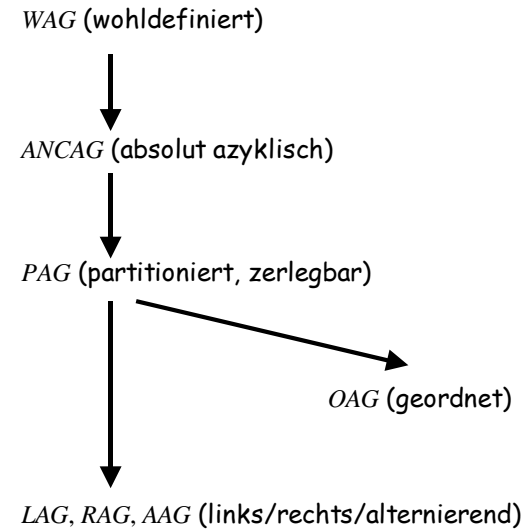 WAG (wohldefiniert)
ANCAG (absolut azyklisch)
PAG (partitioniert, zerlegbar)
OAG (geordnet)
LAG, RAG, AAG (links/rechts/alternierend)